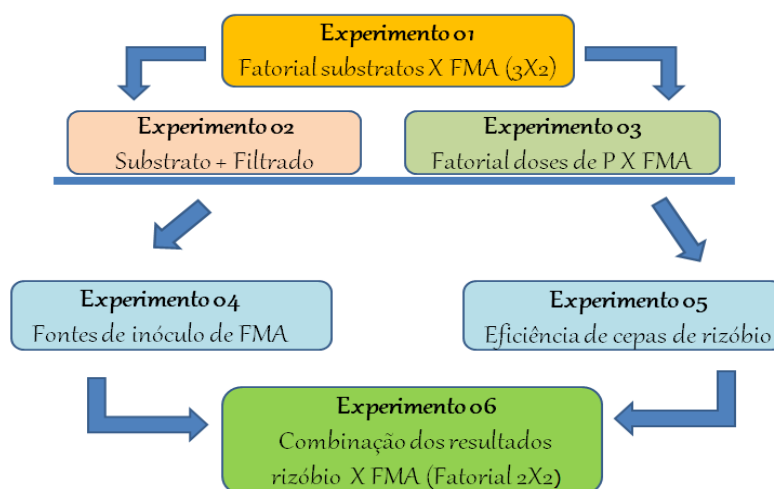 Experimento 01
Fatorial substratos X FMA (3X2)
Experimento 02
Substrato + Filtrado
Experimento 03
Fatorial doses de P X FMA
Experimento 04
Fontes de inóculo de FMA
Experimento 05
Eficiência de cepas de rizóbio
Experimento 06
Combinação dos resultados
rizóbio X FMA (Fatorial 2X2)